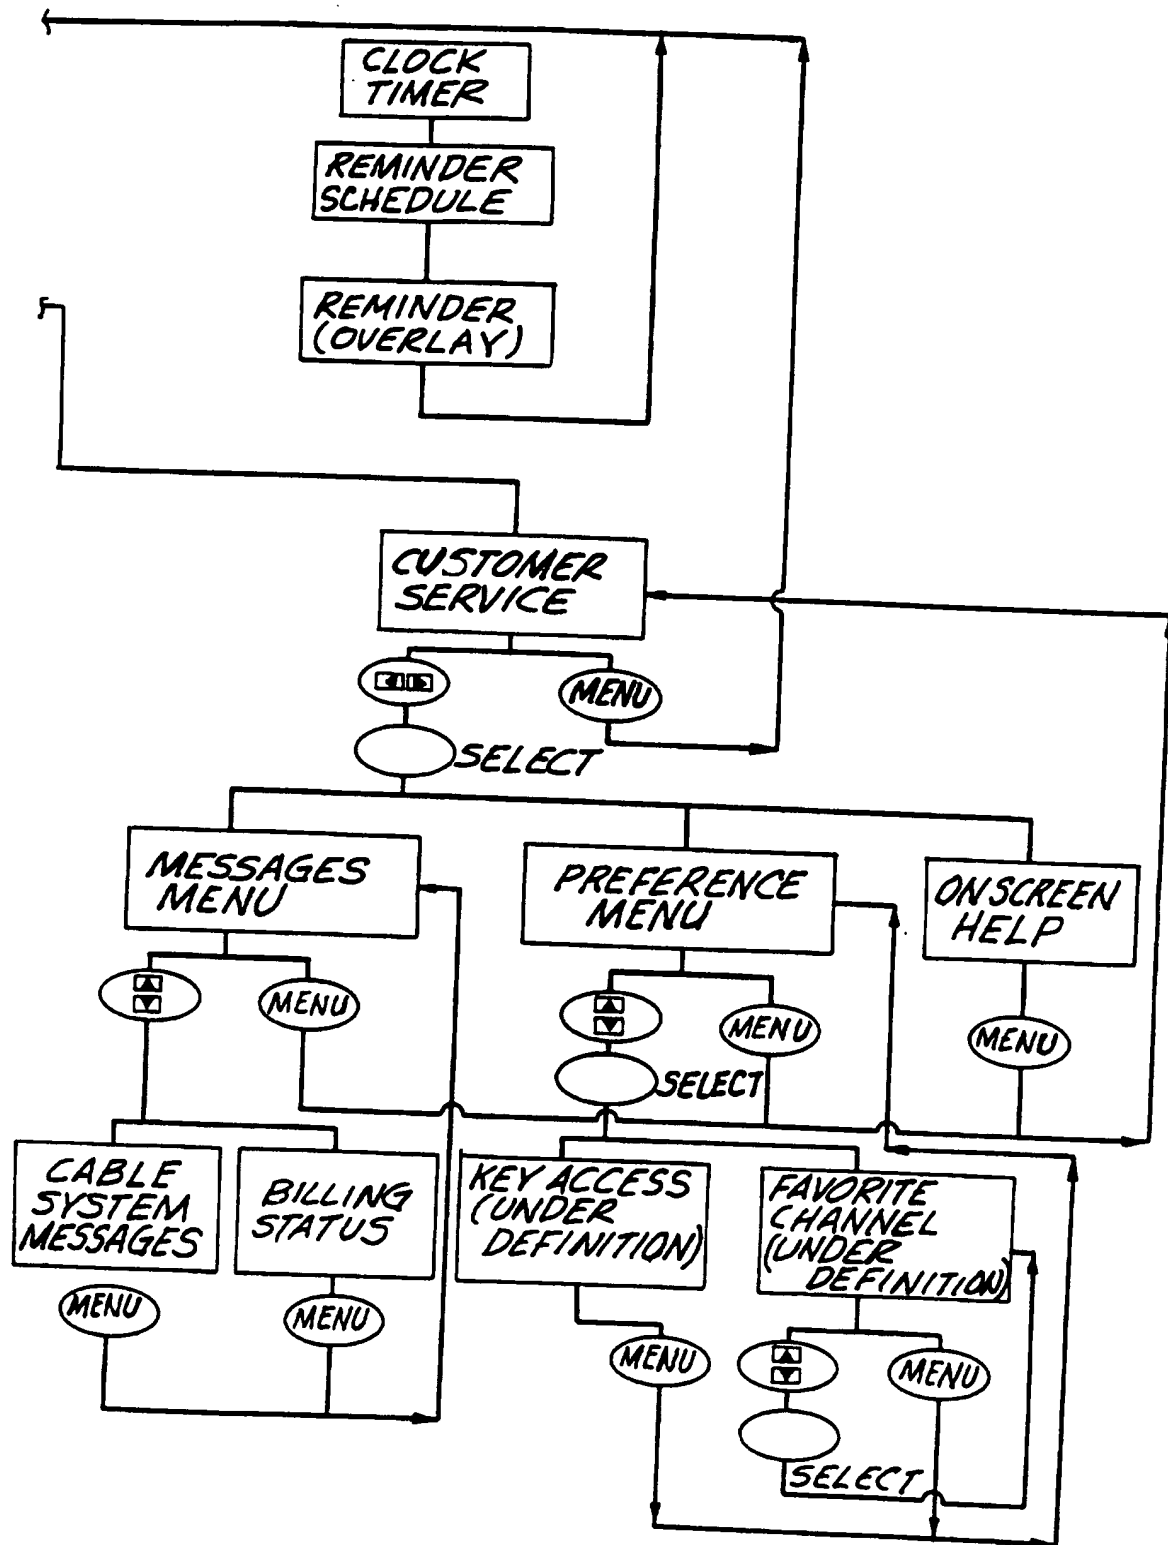 CLOCK
TIMER
REMINDER
SCHEDULE
REMINDER
(OVERLAY)
CUSTOMER
SERVICE
MENU
SELECT
MESSAGES
MENU
PREFERENCE
MENU
ON SCREEN
HELP
MENU
MENU
MENU
SELECT
CABLE
SYSTEM
MESSAGES
BILLING
STATUS
KEY ACCESS
(UNDER
DEFINITION)
FAVORITE
CHANNEL
(UNDER
DEFINITION)
MENU
MENU
MENU
MENU
SELECT